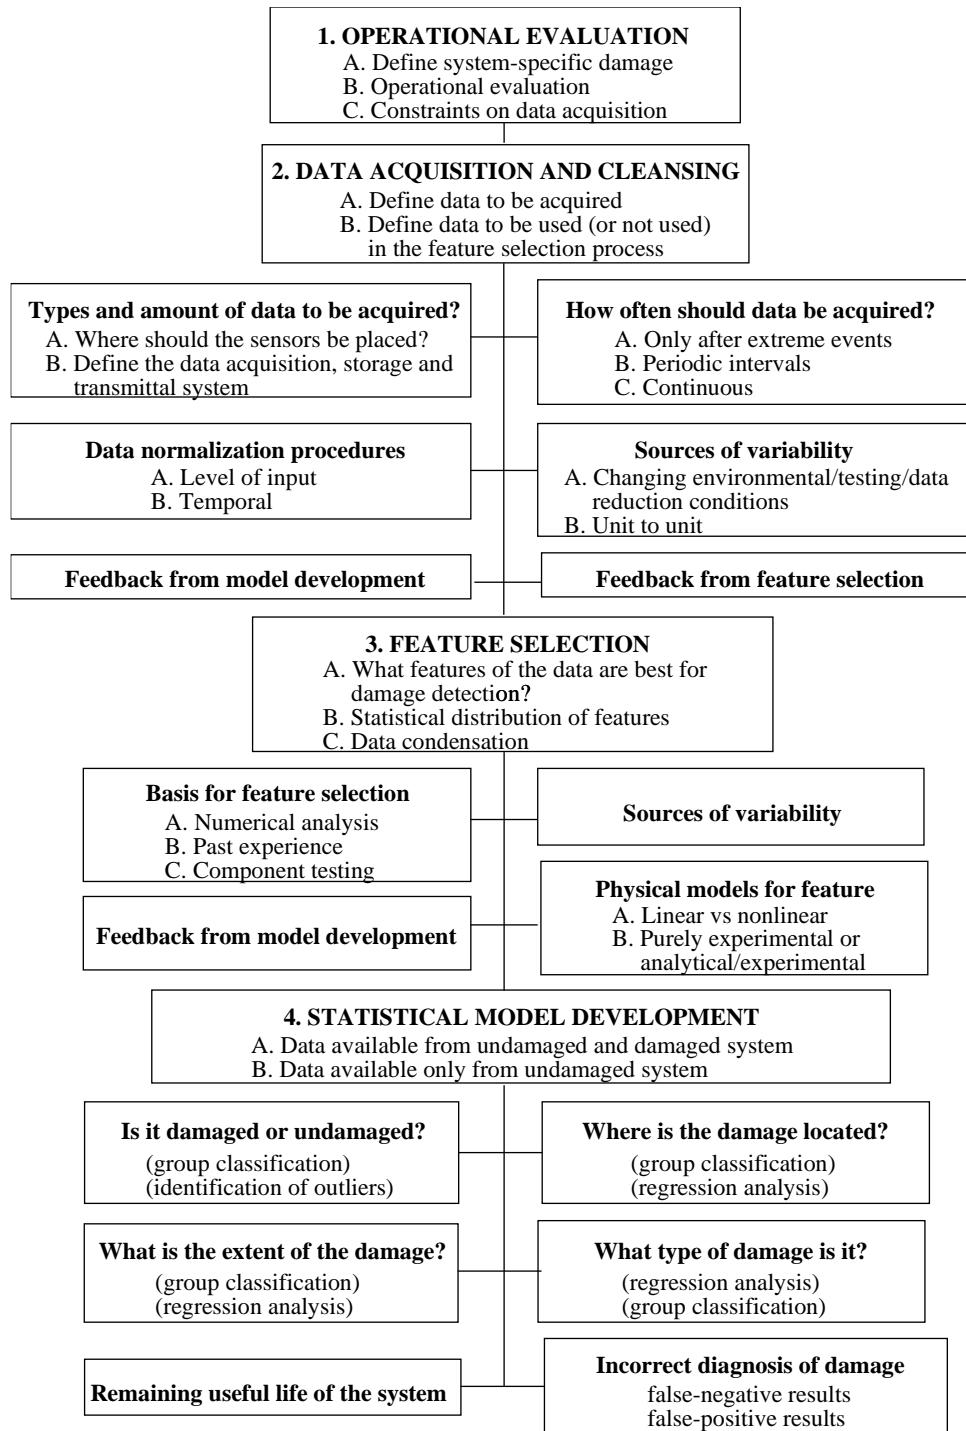 1. OPERATIONAL EVALUATION
A. Define system-specific damage
B. Operational evaluation
C. Constraints on data acquisition
2. DATA ACQUISITION AND CLEANSING
A. Define data to be acquired
B. Define data to be used (or not used)
in the feature selection process
Types and amount of data to be acquired?
A. Where should the sensors be placed?
B. Define the data acquisition, storage and
transmittal system
How often should data be acquired?
A. Only after extreme events
B. Periodic intervals
C. Continuous
Data normalization procedures
A. Level of input
B. Temporal
Sources of variability
A. Changing environmental/testing/data
reduction conditions
B. Unit to unit
Feedback from model development
Feedback from feature selection
3. FEATURE SELECTION
A. What features of the data are best for
damage detection?
B. Statistical distribution of features
C. Data condensation
Basis for feature selection
A. Numerical analysis
B. Past experience
C. Component testing
Sources of variability
Feedback from model development
Physical models for feature
A. Linear vs nonlinear
B. Purely experimental or
analytical/experimental
4. STATISTICAL MODEL DEVELOPMENT
A. Data available from undamaged and damaged system
B. Data available only from undamaged system
Is it damaged or undamaged?
(group classification)
(identification of outliers)
Where is the damage located?
(group classification)
(regression analysis)
What is the extent of the damage?
(group classification)
(regression analysis)
What type of damage is it?
(regression analysis)
(group classification)
Remaining useful life of the system
Incorrect diagnosis of damage
false-negative results
false-positive results